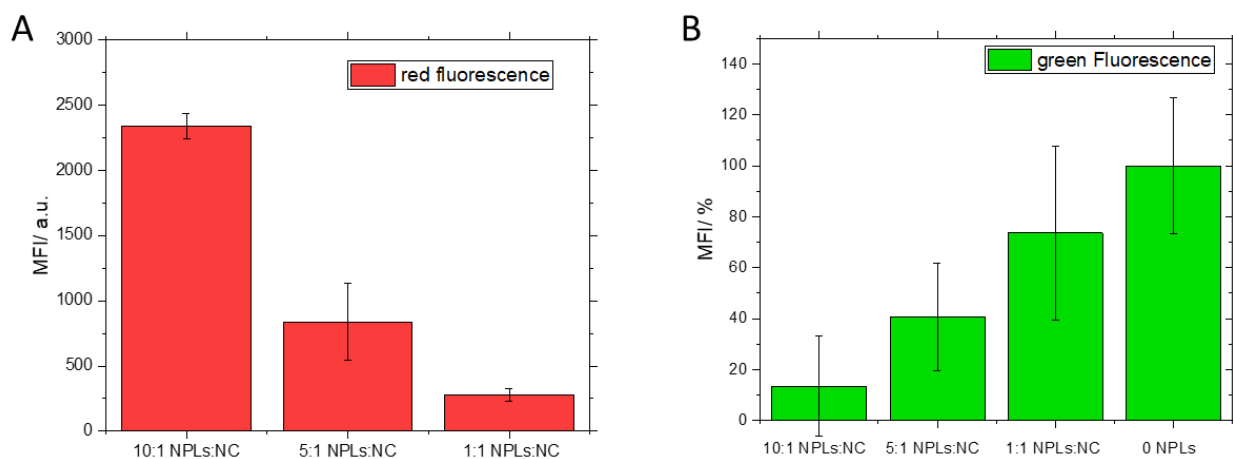 A
3000
2500
2000
1500
1000
500
0
MFI/ a.u.
red fluorescence
10:1 NPLs:NC 5:1 NPLs:NC 1:1 NPLs:NC
B
140
120
100
80
60
40
20
0
MFI/ %
green Fluorescence
10:1 NPLs:NC 5:1 NPLs:NC 1:1 NPLs:NC 0 NPLs